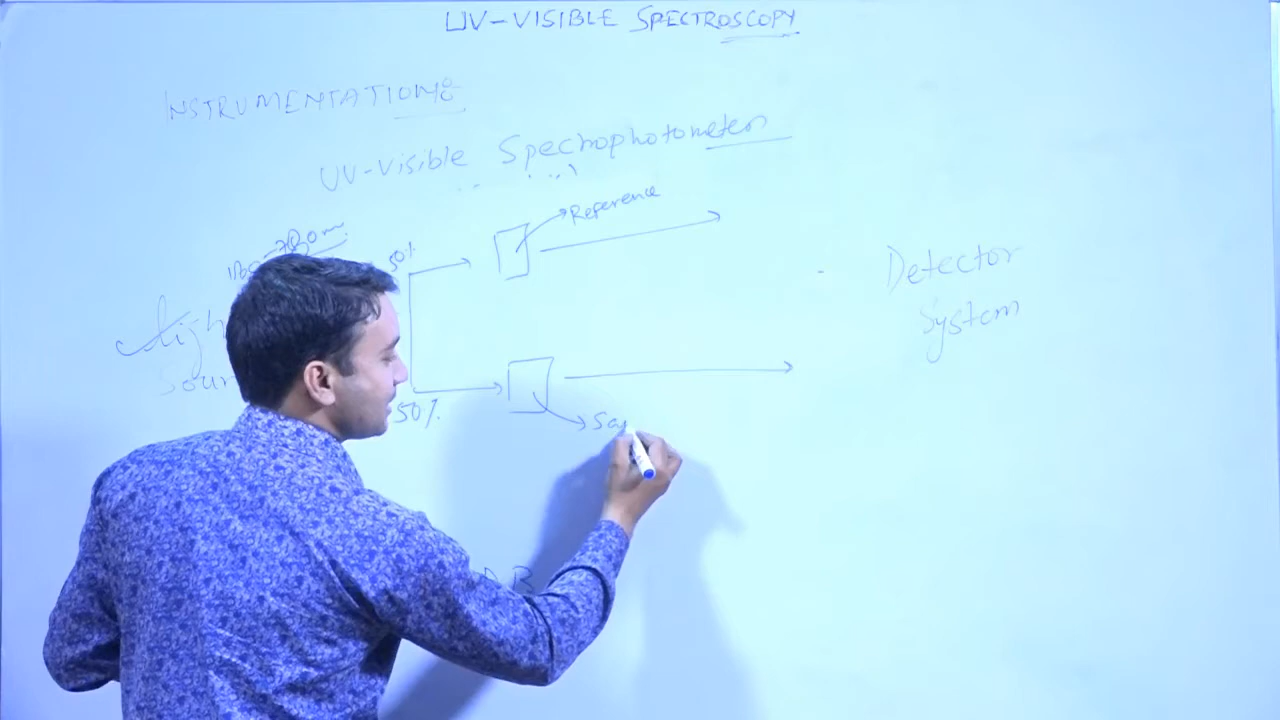 UV-VISIBLE SPECTROSCOPY
INSTRUMENTATION:
UV-Visible Spectrophotometer
Reference
50%
Detector
System
50%